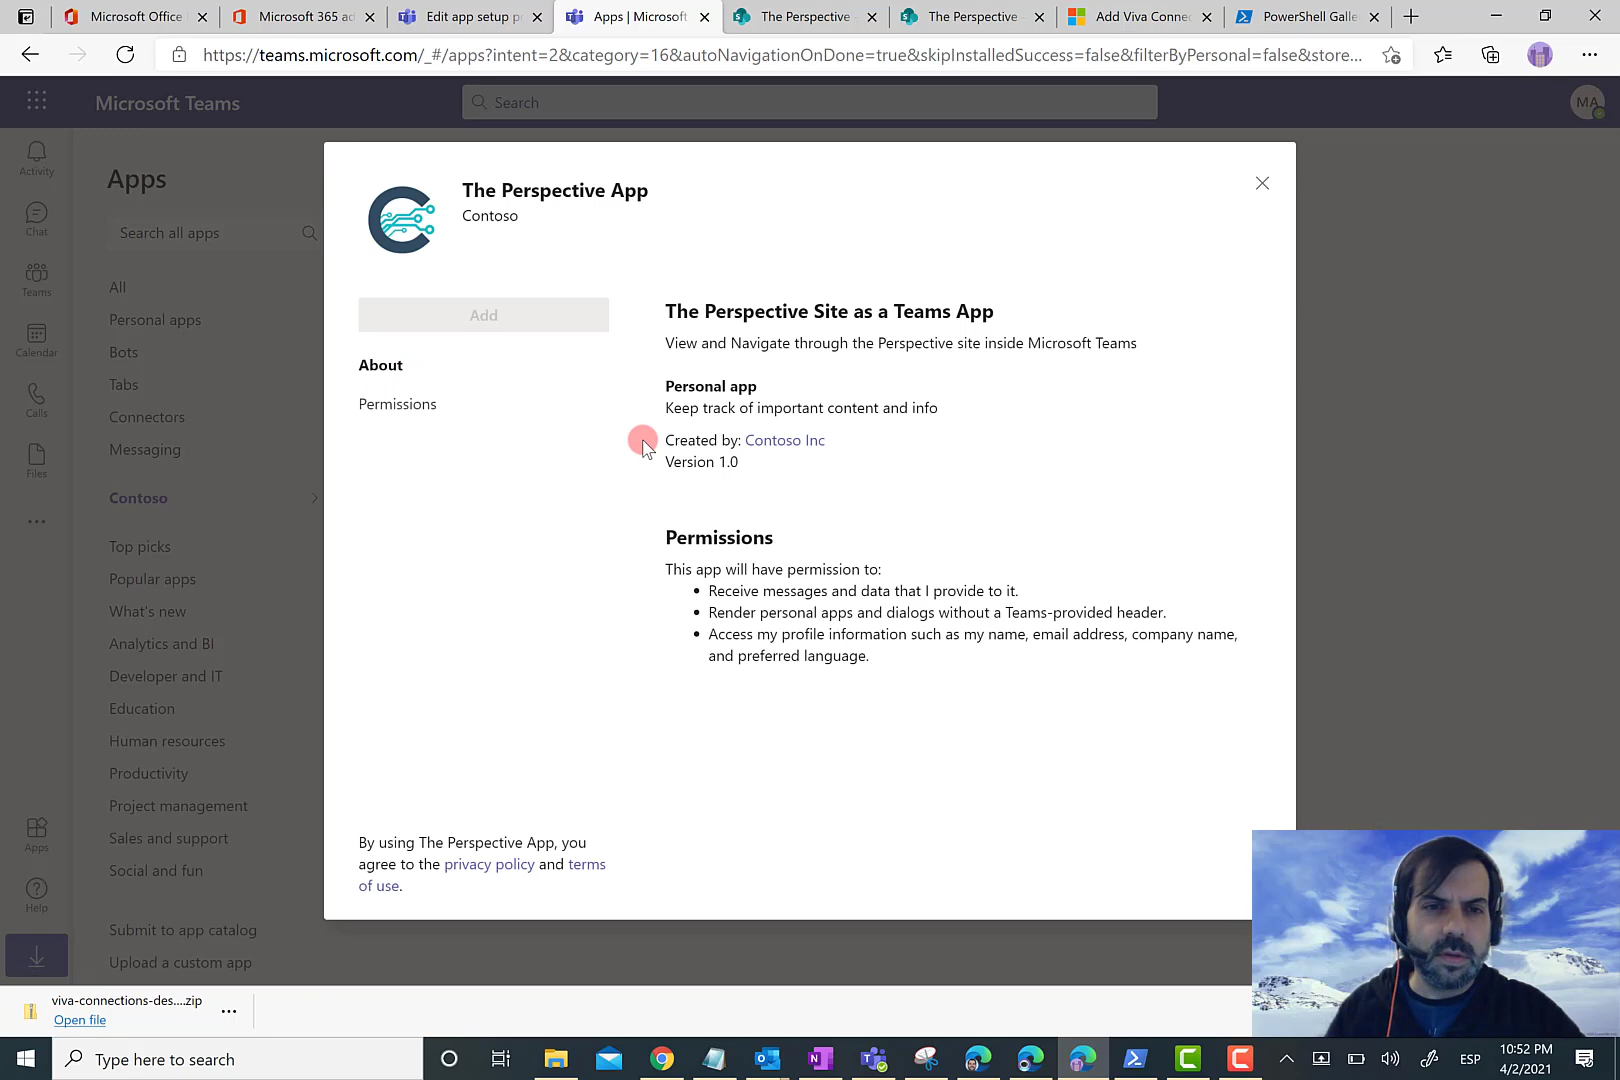 Microsoft Office
Microsoft 365 ad
Edit app setup p
Apps | Microsoft
The Perspective
The Perspective
Add Viva Connec
PowerShell Galle
https://teams.microsoft.com/_#/apps?intent=2&category=16&autoNavigationOnDone=true&skipInstalledSuccess=false&filterByPersonal=false&store...
Microsoft Teams
Search
MA
Activity
Chat
Teams
Calendar
Calls
Files
Apps
Help
Apps
Search all apps
All
Personal apps
Bots
Tabs
Connectors
Messaging
Contoso
Top picks
Popular apps
What's new
Analytics and BI
Developer and IT
Education
Human resources
Productivity
Project management
Sales and support
Social and fun
Submit to app catalog
Upload a custom app
The Perspective App
Contoso
Add
About
Permissions
The Perspective Site as a Teams App
View and Navigate through the Perspective site inside Microsoft Teams
Personal app
Keep track of important content and info
Created by: Contoso Inc
Version 1.0
Permissions
This app will have permission to:
• Receive messages and data that I provide to it.
• Render personal apps and dialogs without a Teams-provided header.
• Access my profile information such as my name, email address, company name,
and preferred language.
By using The Perspective App, you
agree to the privacy policy and terms
of use.
viva-connections-des....zip
Open file
Type here to search
ESP
10:52 PM
4/2/2021